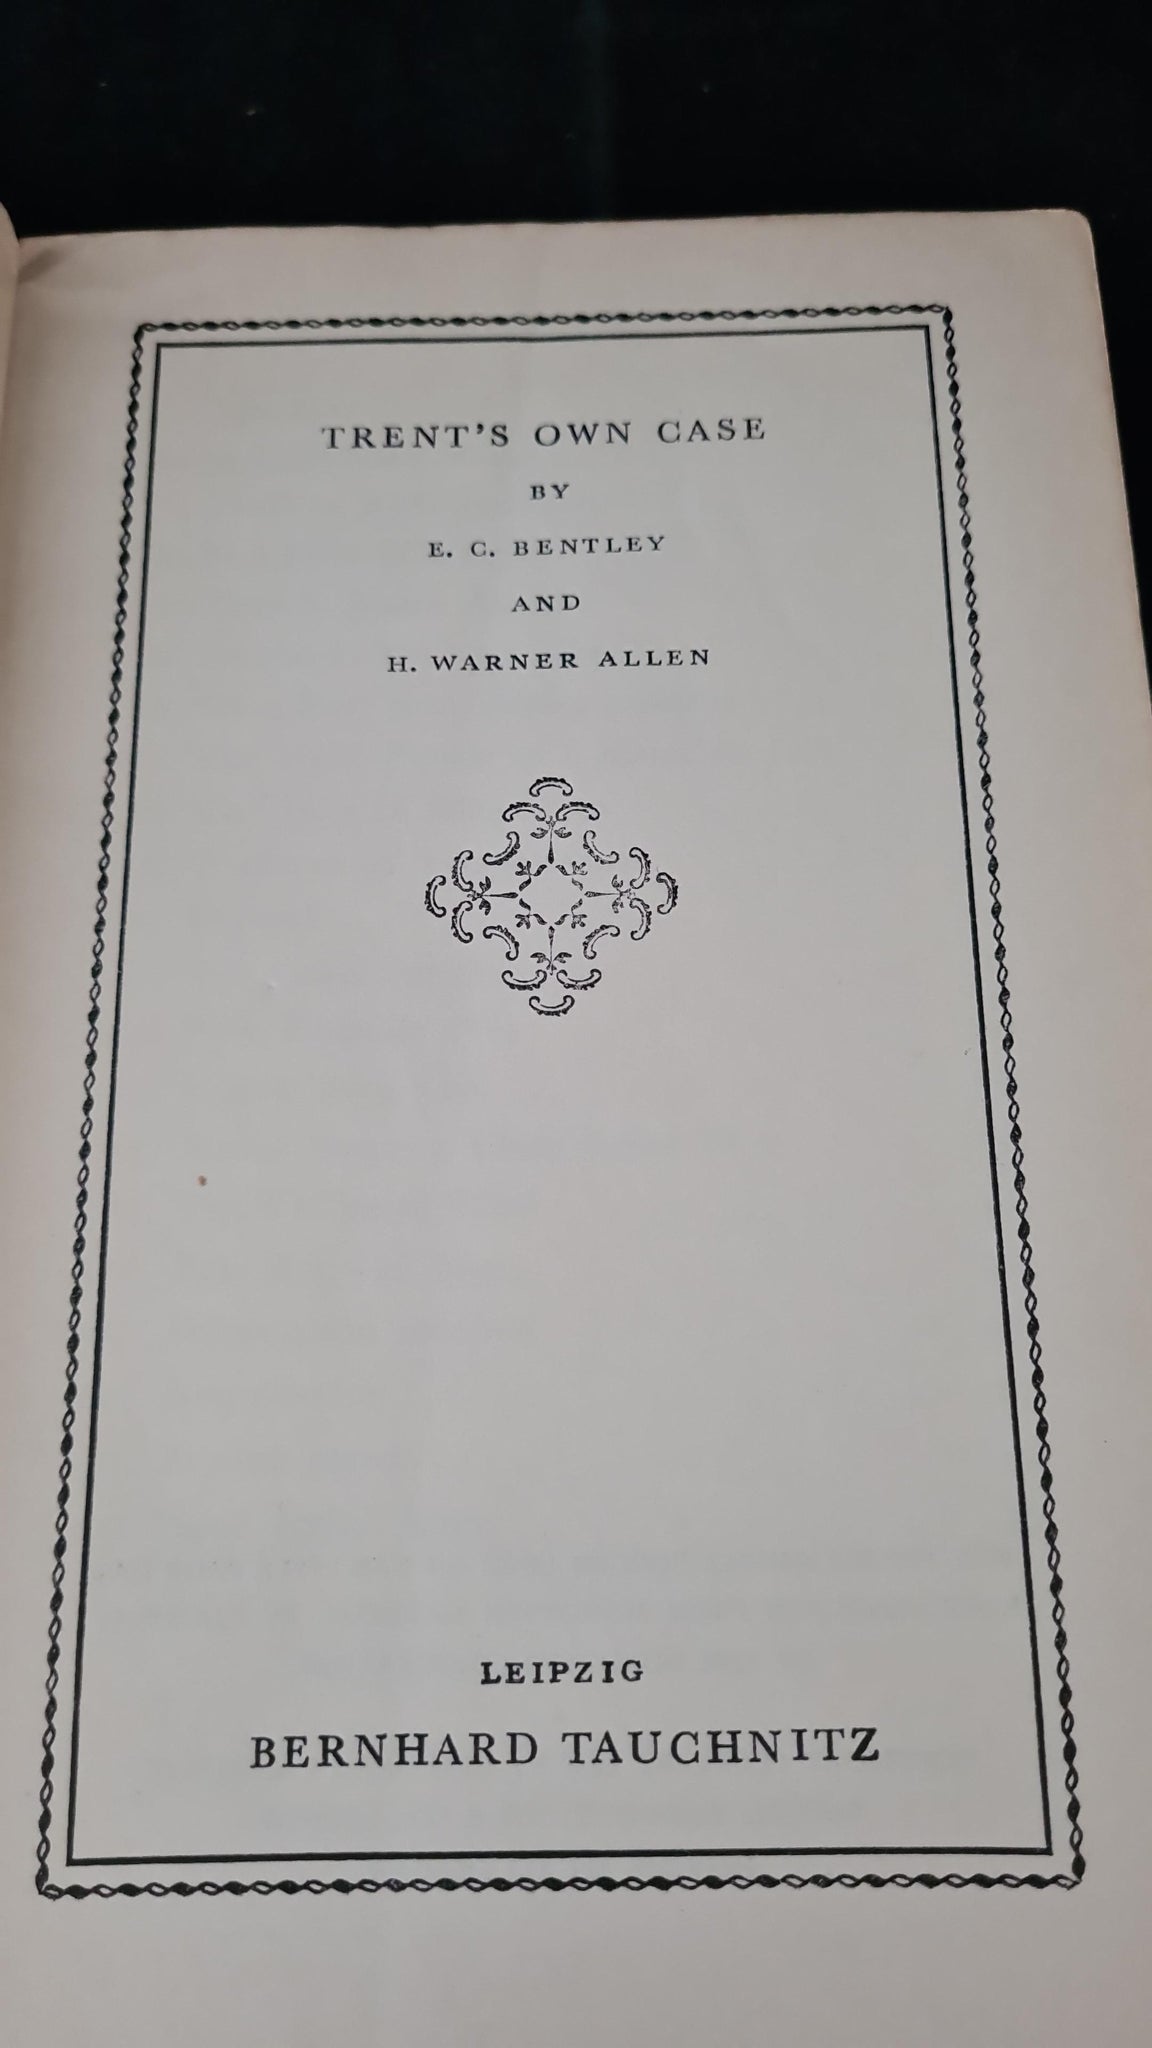 TRENT'S OWN CASE
BY
E. C. BENTLEY
AND
H. WARNER ALLEN
LEIPZIG
BERNHARD TAUCHNITZ